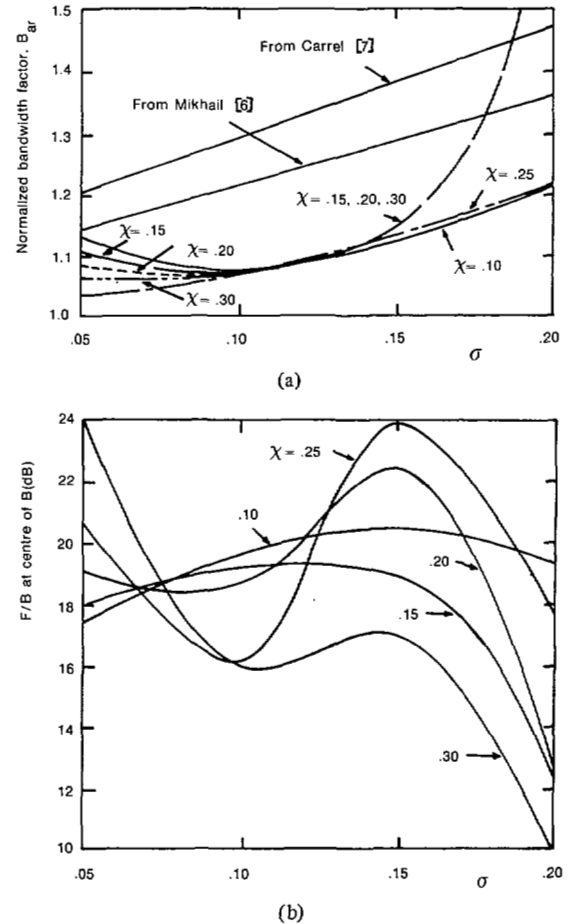 Normalized bandwidth factor, B_ar
1.5
1.4
1.3
1.2
1.1
1.0
From Carrel [7]
From Mikhail [6]
χ= .15, .20, .30
χ= .25
χ= .15
χ= .20
χ= .30
χ= .10
.05
.10
.15
.20
σ
(a)
F/B at centre of B(dB)
24
22
20
18
16
14
12
10
χ= .25
.10
.20
.15
.30
.05
.10
.15
.20
σ
(b)